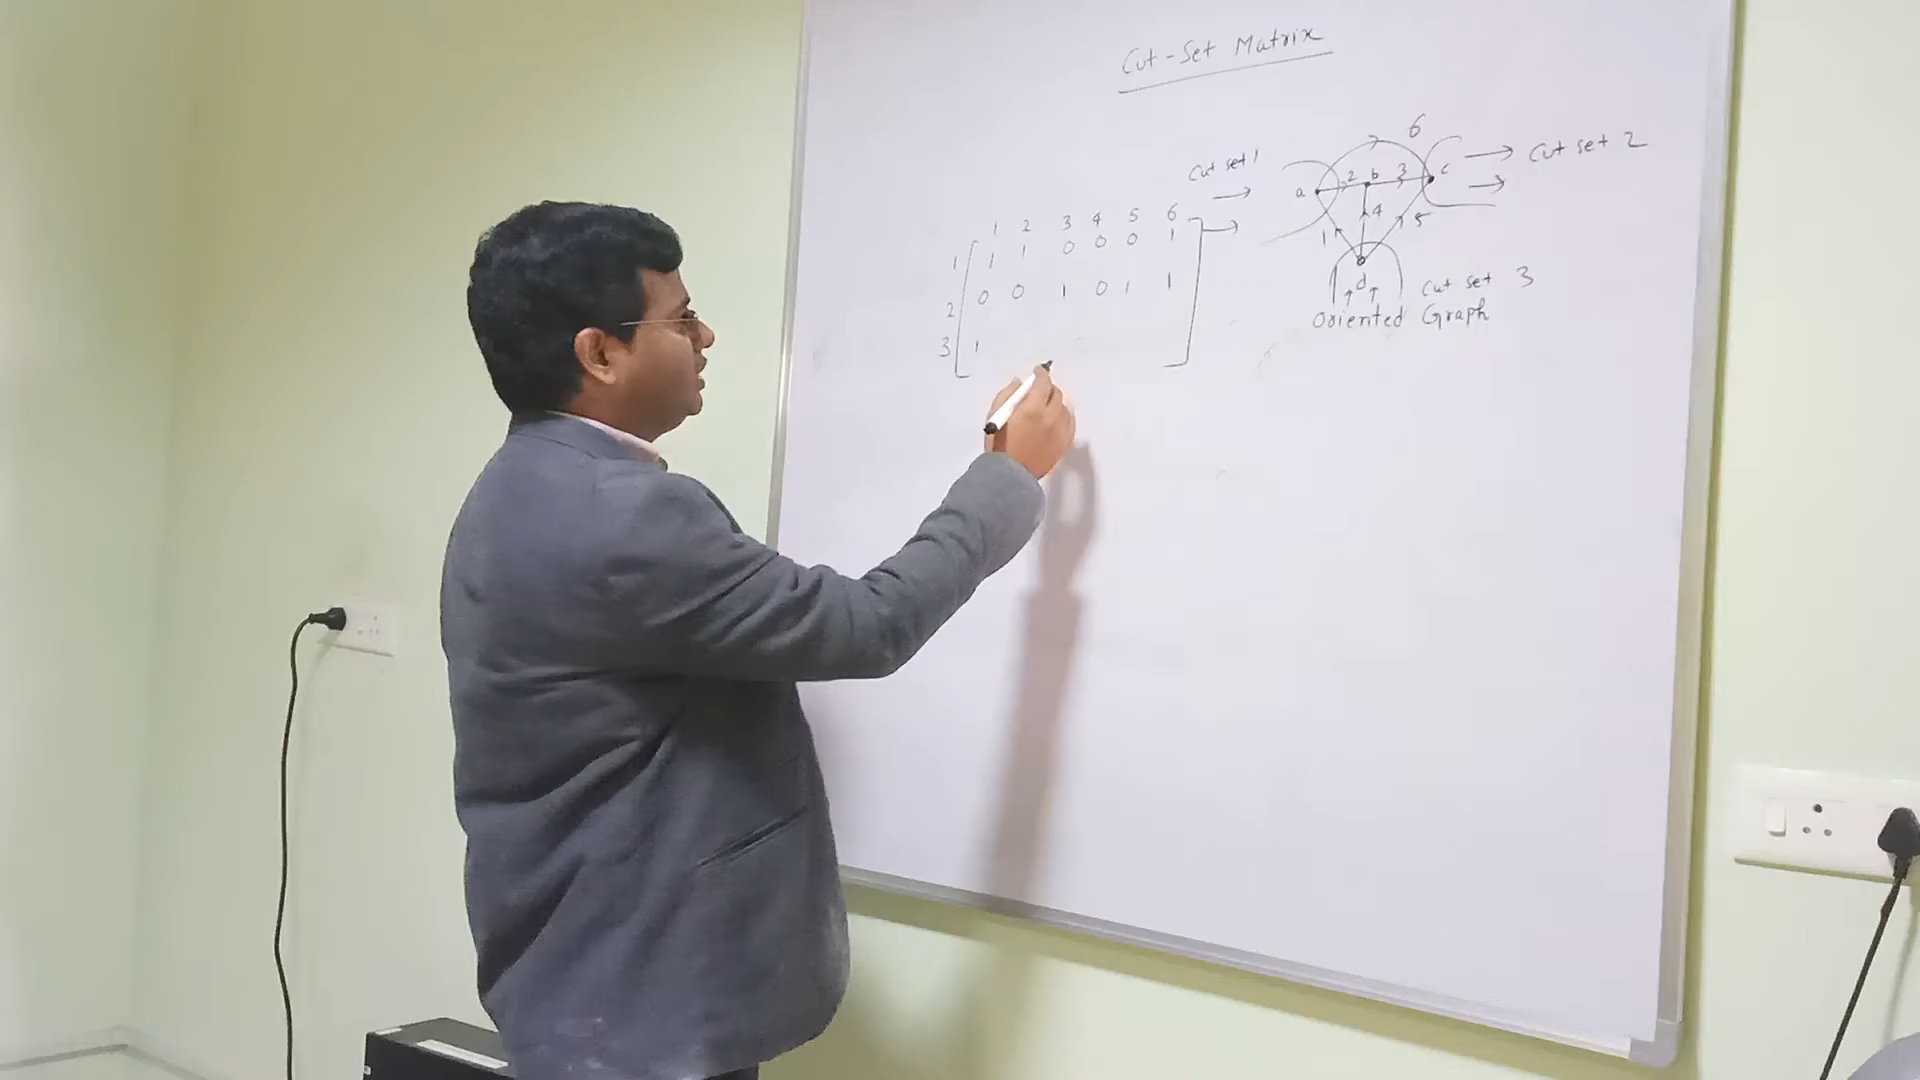 Cut-Set Matrix
6
Cut set 1
Cut set 2
a 2 b 3 c
4
1 5
d
Cut set 3
Oriented Graph
1 2 3 4 5 6
1 1 1 0 0 0 1
2 0 0 1 0 1 1
3 1